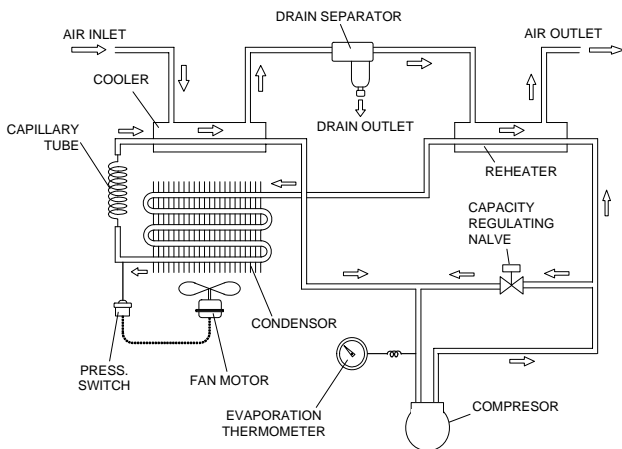 DRAIN SEPARATOR
AIR INLET
AIR OUTLET
COOLER
CAPILLARY
TUBE
DRAIN OUTLET
REHEATER
CAPACITY
REGULATING
NALVE
CONDENSOR
PRESS.
SWITCH
FAN MOTOR
EVAPORATION
THERMOMETER
COMPRESOR